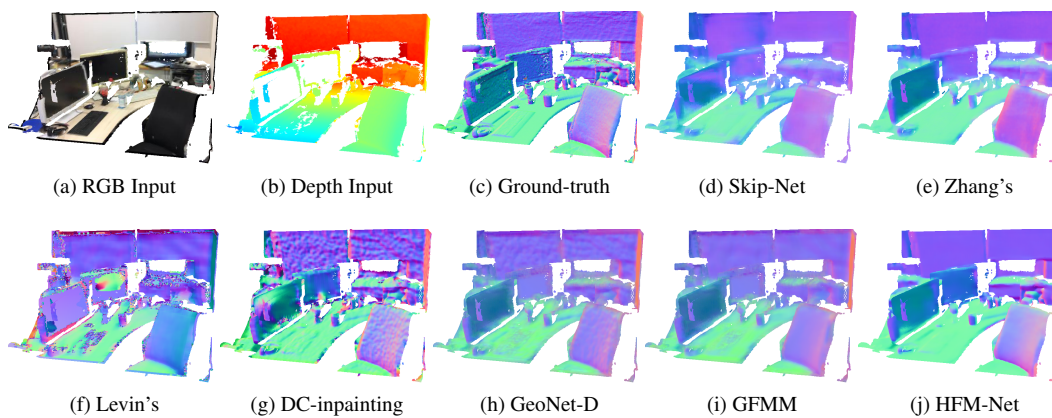 (a) RGB Input
(b) Depth Input
(c) Ground-truth
(d) Skip-Net
(e) Zhang's
(f) Levin's
(g) DC-inpainting
(h) GeoNet-D
(i) GFMM
(j) HFM-Net